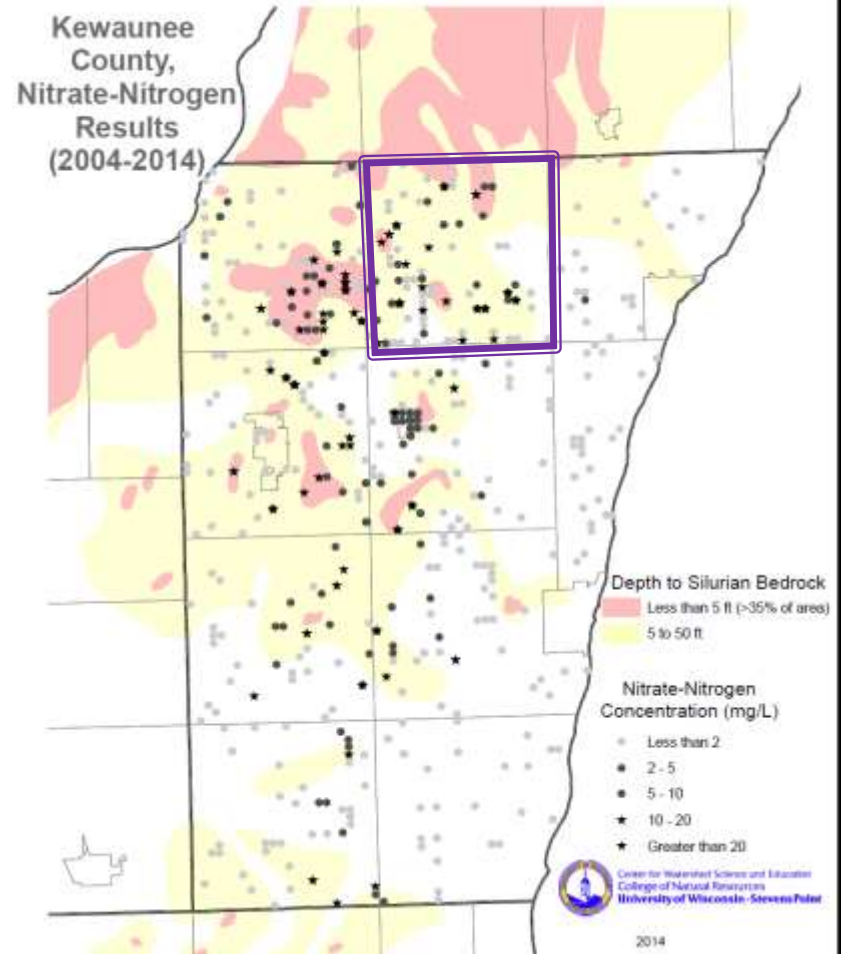 Kewaunee
County,
Nitrate-Nitrogen
Results
(2004-2014)
Depth to Silurian Bedrock
Less than 5 ft (>35% of area)
5 to 50 ft
Nitrate-Nitrogen
Concentration (mg/L)
Less than 2
2 - 5
5 - 10
10 - 20
Greater than 20
Center for Watershed Science and Education
College of Natural Resources
University of Wisconsin - Stevens Point
2014